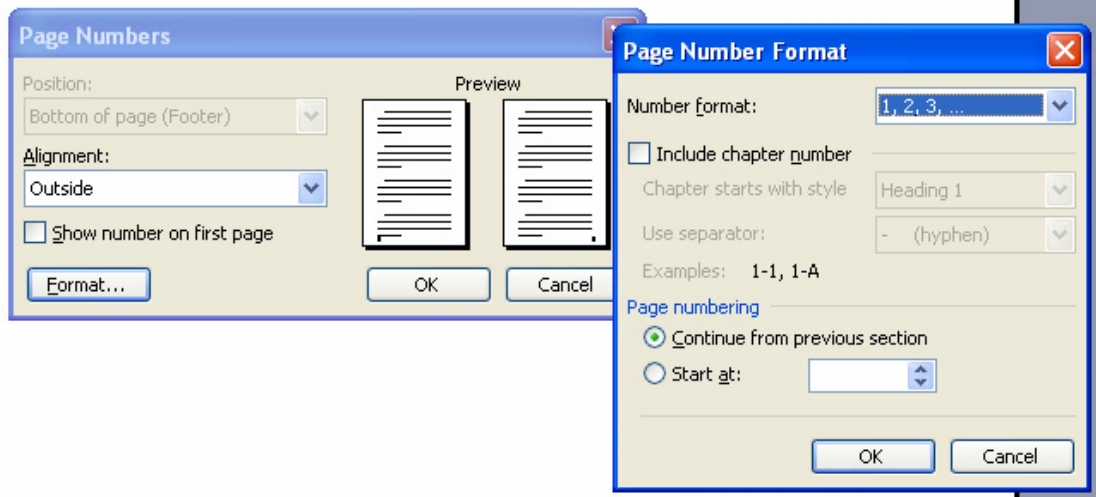 Page Numbers
Position:
Bottom of page (Footer)
Alignment:
Outside
Show number on first page
Format...
Preview
OK
Cancel
Page Number Format
Number format:
1, 2, 3, ...
Include chapter number
Chapter starts with style
Heading 1
Use separator:
- (hyphen)
Examples: 1-1, 1-A
Page numbering
Continue from previous section
Start at:
OK
Cancel